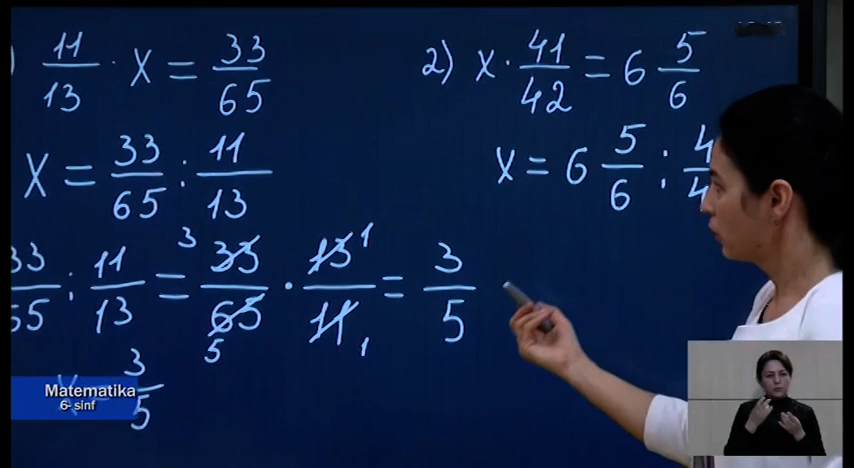 11/13 · X = 33/65
X = 33/65 : 11/13
33/65 : 11/13 = 33/65 · 13/11 = 3/5
3 1
5 1
X = 3/5
2) X · 41/42 = 6 5/6
X = 6 5/6 : 4
Matematika
6- sinf